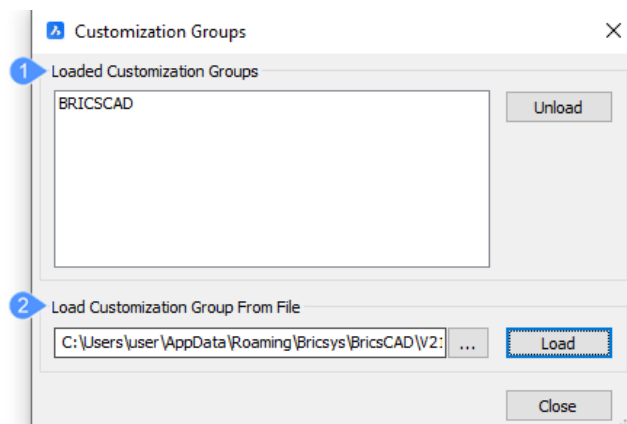 Customization Groups
1 Loaded Customization Groups
BRICSCAD
Unload
2 Load Customization Group From File
C:\Users\user\AppData\Roaming\Bricsys\BricsCAD\V21 ... Load
Close